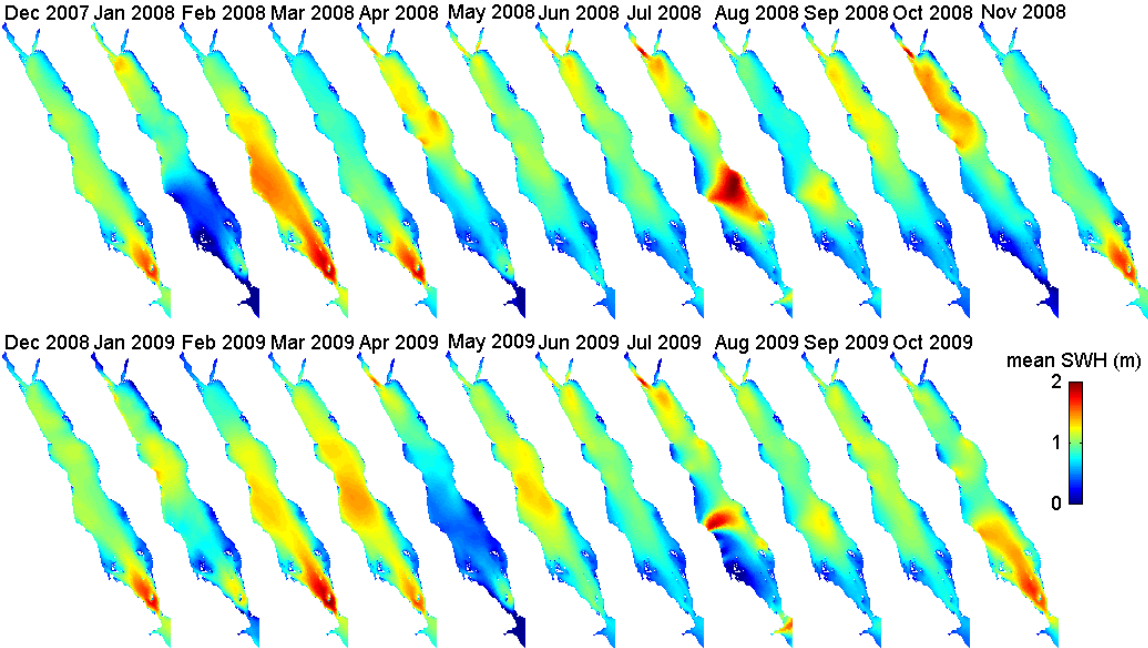 Dec 2007 Jan 2008 Feb 2008 Mar 2008 Apr 2008 May 2008 Jun 2008 Jul 2008 Aug 2008 Sep 2008 Oct 2008 Nov 2008
Dec 2008 Jan 2009 Feb 2009 Mar 2009 Apr 2009 May 2009 Jun 2009 Jul 2009 Aug 2009 Sep 2009 Oct 2009
mean SWH (m)
2
1
0